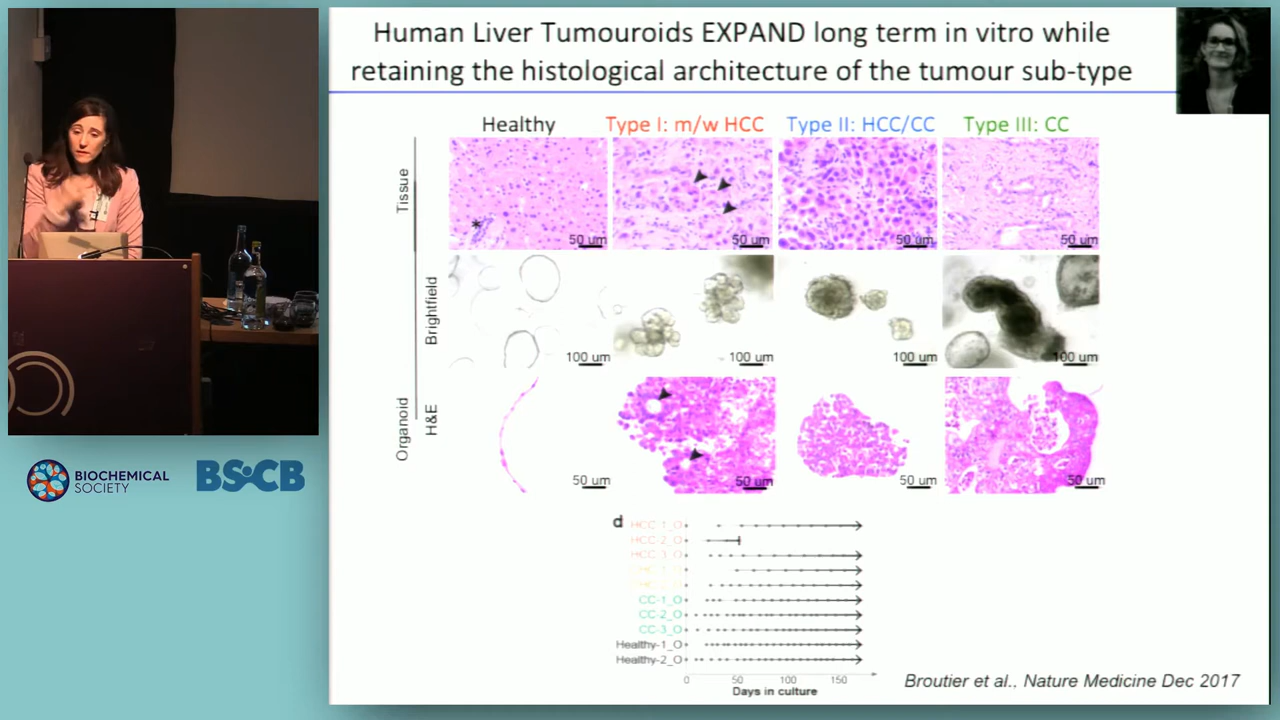 Human Liver Tumouroids EXPAND long term in vitro while
retaining the histological architecture of the tumour sub-type
Healthy
Type I: m/w HCC
Type II: HCC/CC
Type III: CC
Tissue
*
50 um
50 um
50 um
50 um
Brightfield
100 um
100 um
100 um
100 um
Organoid
H&E
50 um
50 um
50 um
50 um
BIOCHEMICAL
SOCIETY
BSCB
d
HCC-1_O
HCC-2_O
HCC-3_O
CC-1_O
CC-2_O
CC-3_O
Healthy-1_O
Healthy-2_O
0 50 100 150
Days in culture
Broutier et al., Nature Medicine Dec 2017